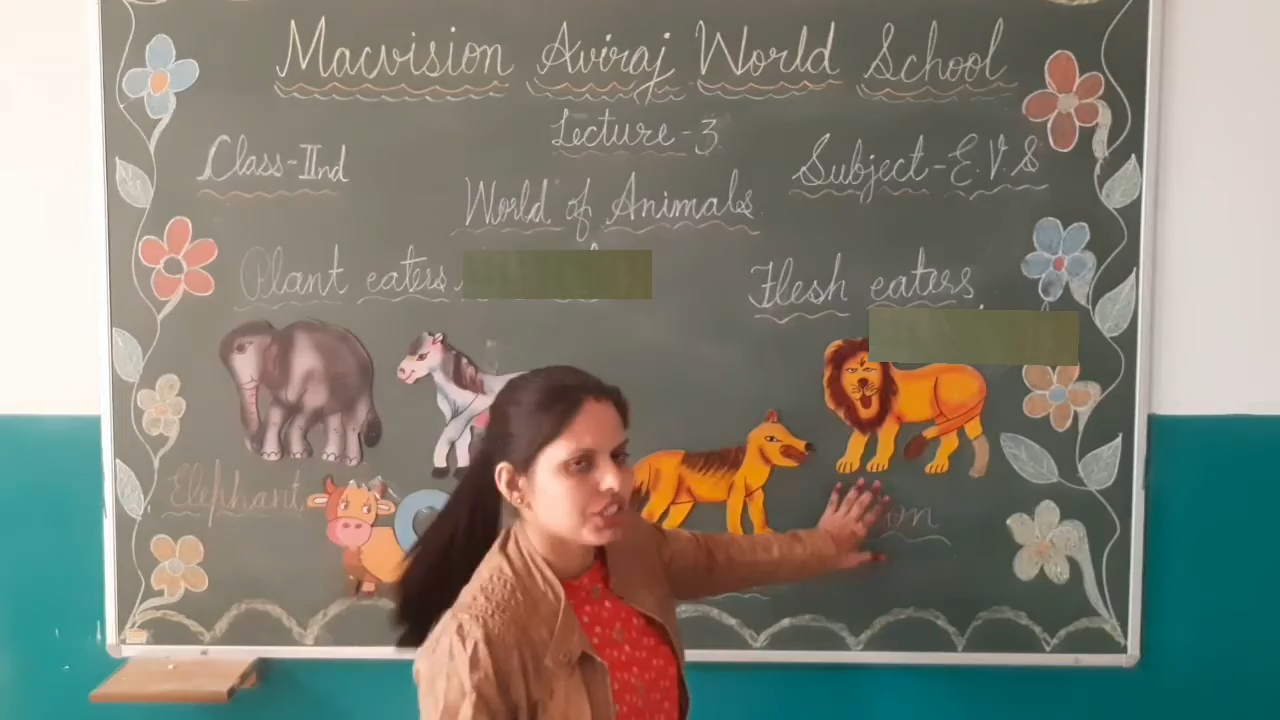 Macvision Aviraj World School
Lecture-3
Class-IInd
Subject-E.V.S
World of Animals
Plant eaters
Flesh eaters
Elephant